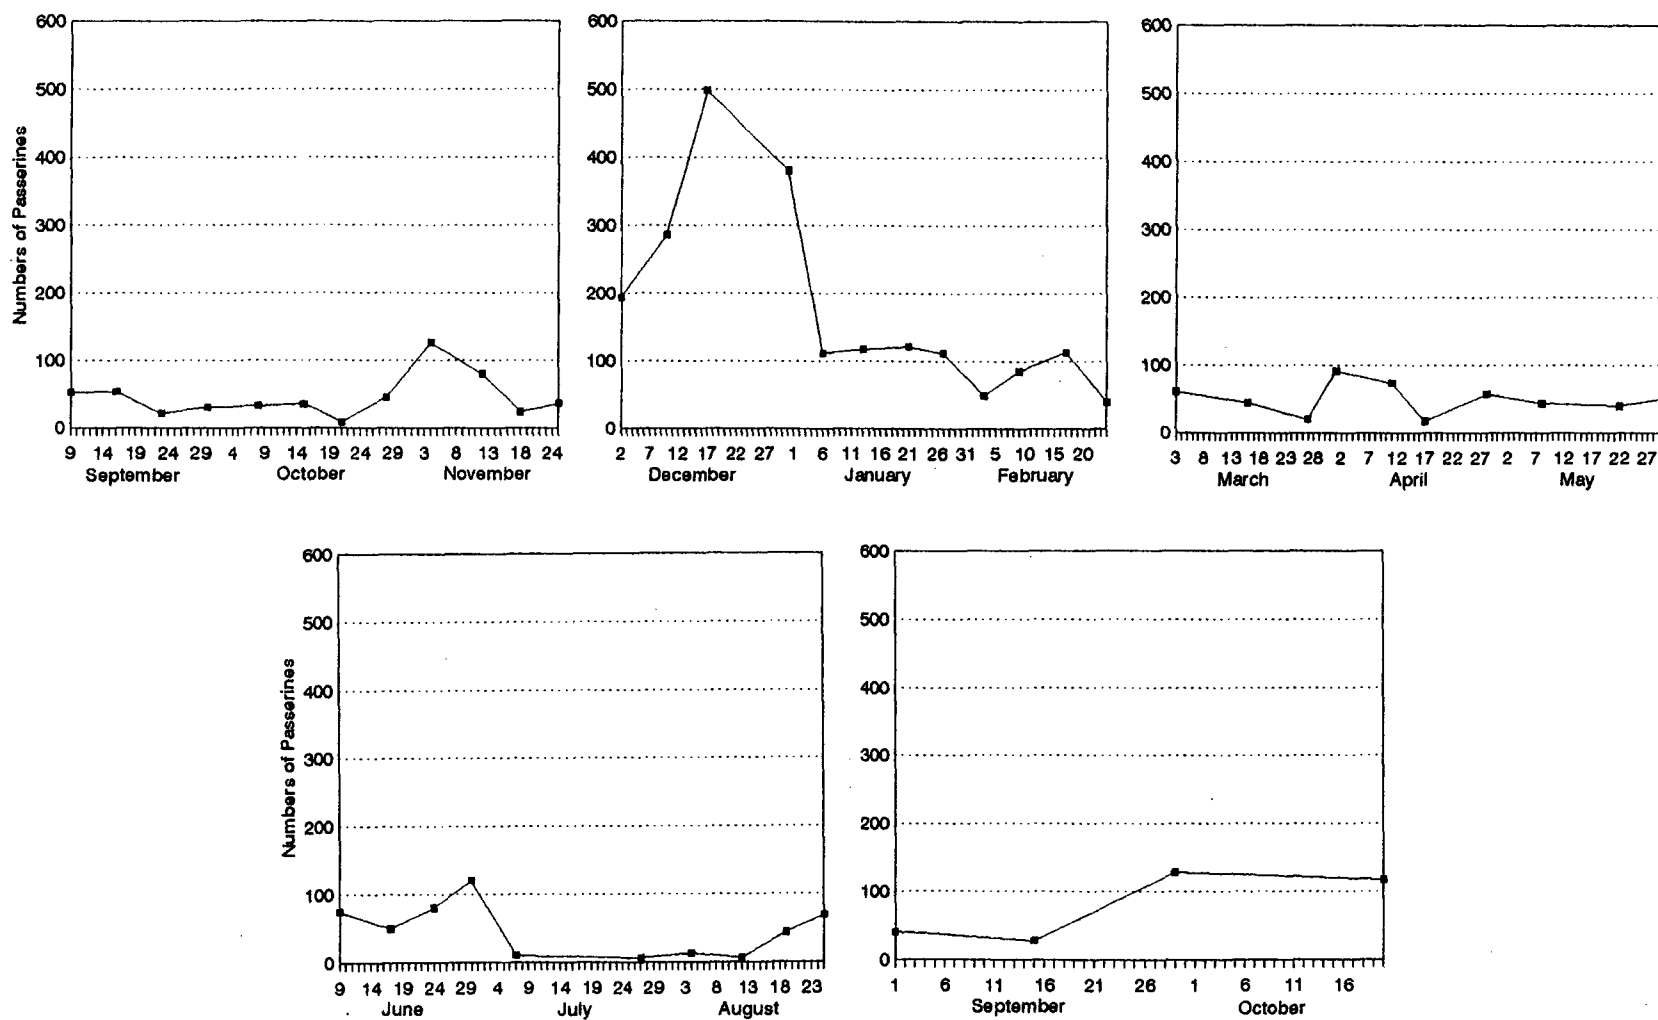 600
500
400
300
200
100
0
Numbers of Passerines
9 14 19 24 29 4 9 14 19 24 29 3 8 13 18 24
September October November
600
500
400
300
200
100
0
2 7 12 17 22 27 1 6 11 16 21 26 31 5 10 15 20
December January February
600
500
400
300
200
100
0
3 8 13 18 23 28 2 7 12 17 22 27 2 7 12 17 22 27
March April May
600
500
400
300
200
100
0
Numbers of Passerines
9 14 19 24 29 4 9 14 19 24 29 3 8 13 18 23
June July August
600
500
400
300
200
100
0
1 6 11 16 21 26 1 6 11 16
September October